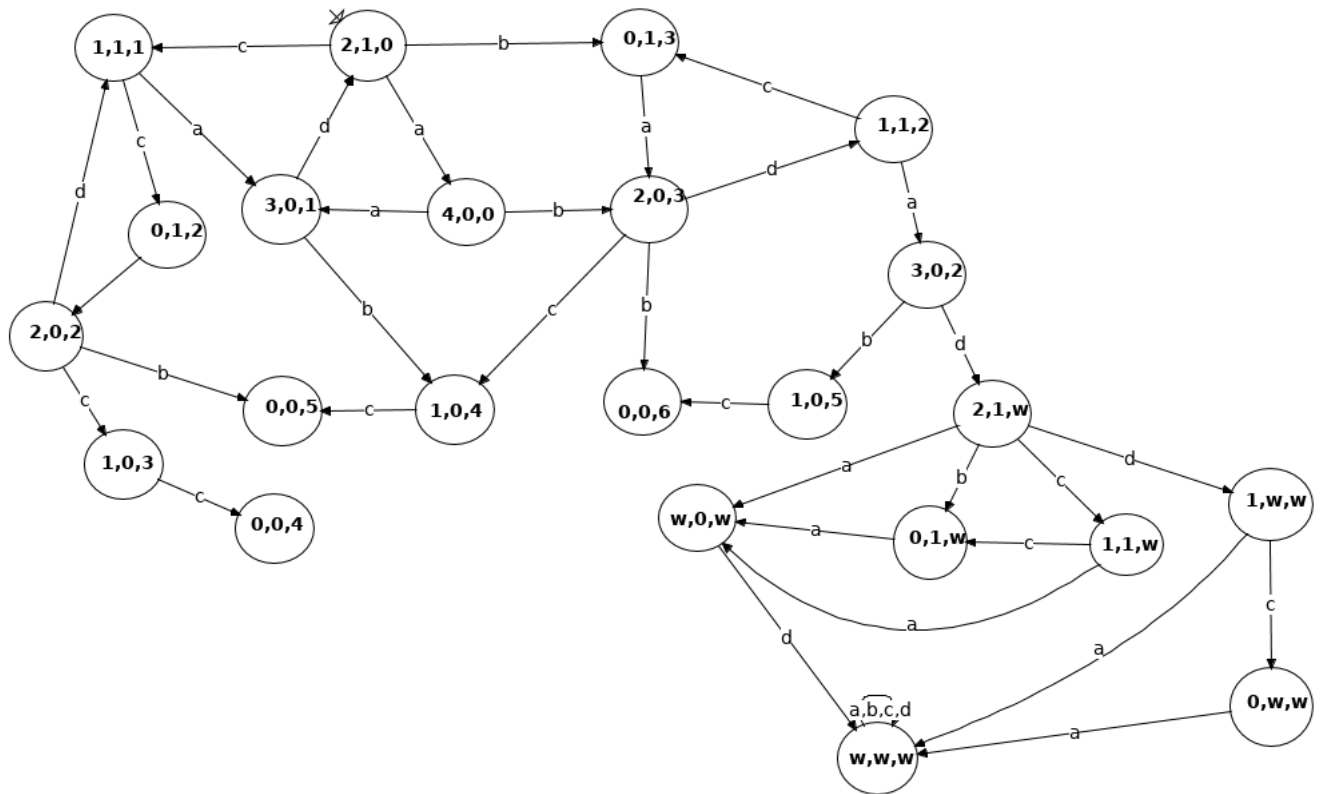 1,1,1
c
2,1,0
b
0,1,3
c
1,1,2
c
a
d
a
a
d
a
d
0,1,2
3,0,1
a
4,0,0
b
2,0,3
3,0,2
2,0,2
b
c
b
b
d
b
c
0,0,5
c
1,0,4
0,0,6
c
1,0,5
2,1,w
1,0,3
c
0,0,4
a
b
c
d
1,w,w
w,0,w
a
0,1,w
c
1,1,w
a
d
a
c
a,b,c,d
w,w,w
a
0,w,w